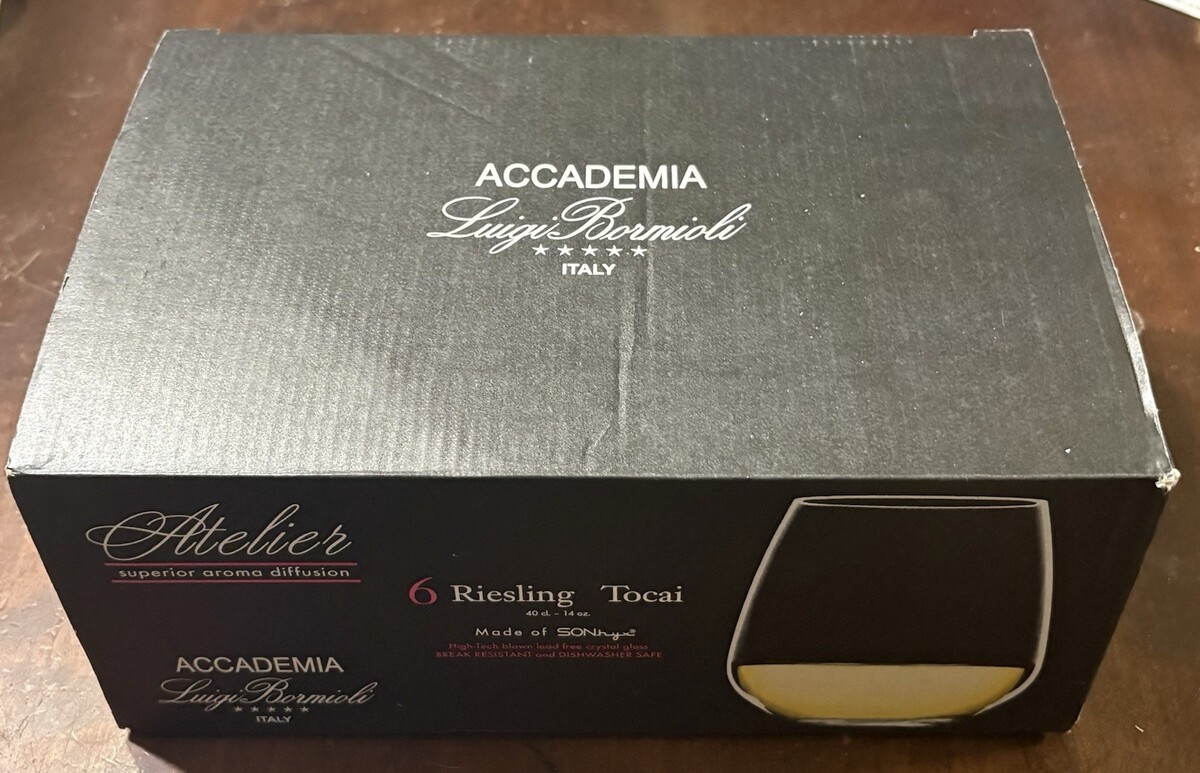 ACCADEMIA
Luigi Bormioli
ITALY
Atelier
superior aroma diffusion
6 Riesling Tocai
40 cl. - 14 oz.
Made of SONhyx®
High-Tech blown lead free crystal glass
BREAK RESISTANT and DISHWASHER SAFE
ACCADEMIA
Luigi Bormioli
ITALY